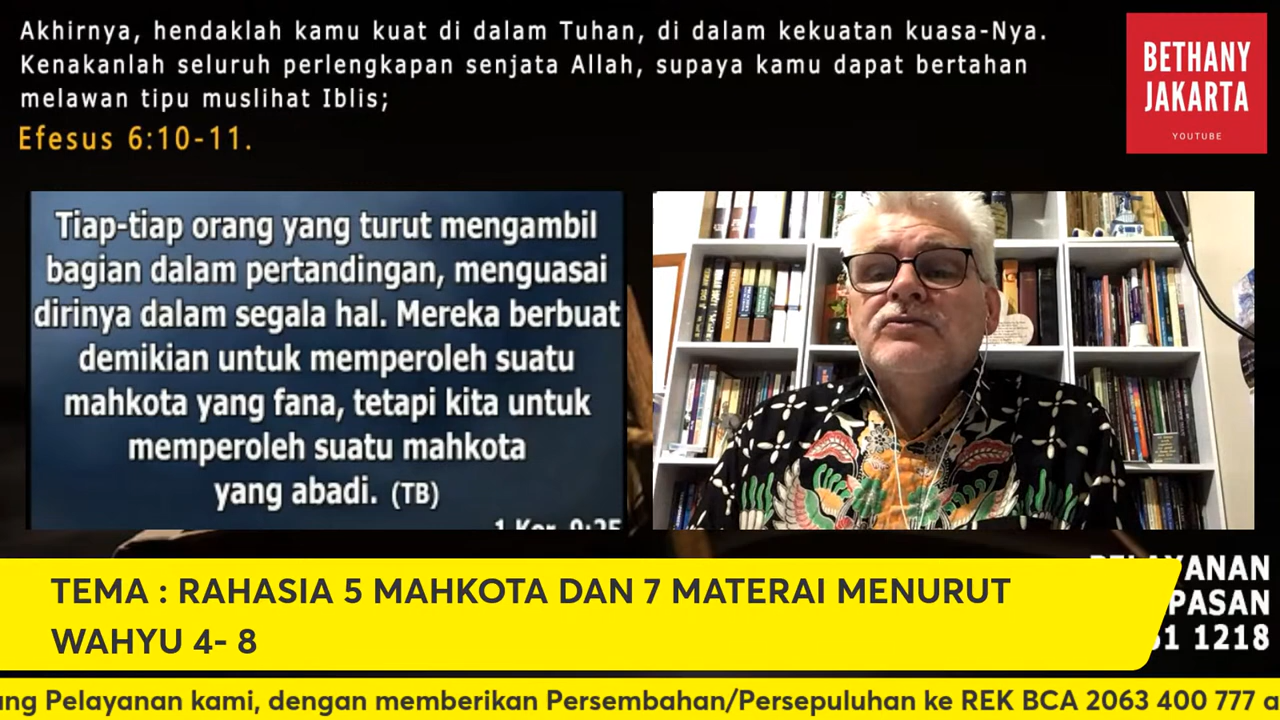 Akhirnya, hendaklah kamu kuat di dalam Tuhan, di dalam kekuatan kuasa-Nya.
Kenakanlah seluruh perlengkapan senjata Allah, supaya kamu dapat bertahan
melawan tipu muslihat Iblis;
Efesus 6:10-11.
BETHANY
JAKARTA
YOUTUBE
Tiap-tiap orang yang turut mengambil
bagian dalam pertandingan, menguasai
dirinya dalam segala hal. Mereka berbuat
demikian untuk memperoleh suatu
mahkota yang fana, tetapi kita untuk
memperoleh suatu mahkota
yang abadi. (TB)
1 Kor. 9:25
TEMA : RAHASIA 5 MAHKOTA DAN 7 MATERAI MENURUT
WAHYU 4- 8
1218
Pelayanan kami, dengan memberikan Persembahan/Persepuluhan ke REK BCA 2063 400 777 a